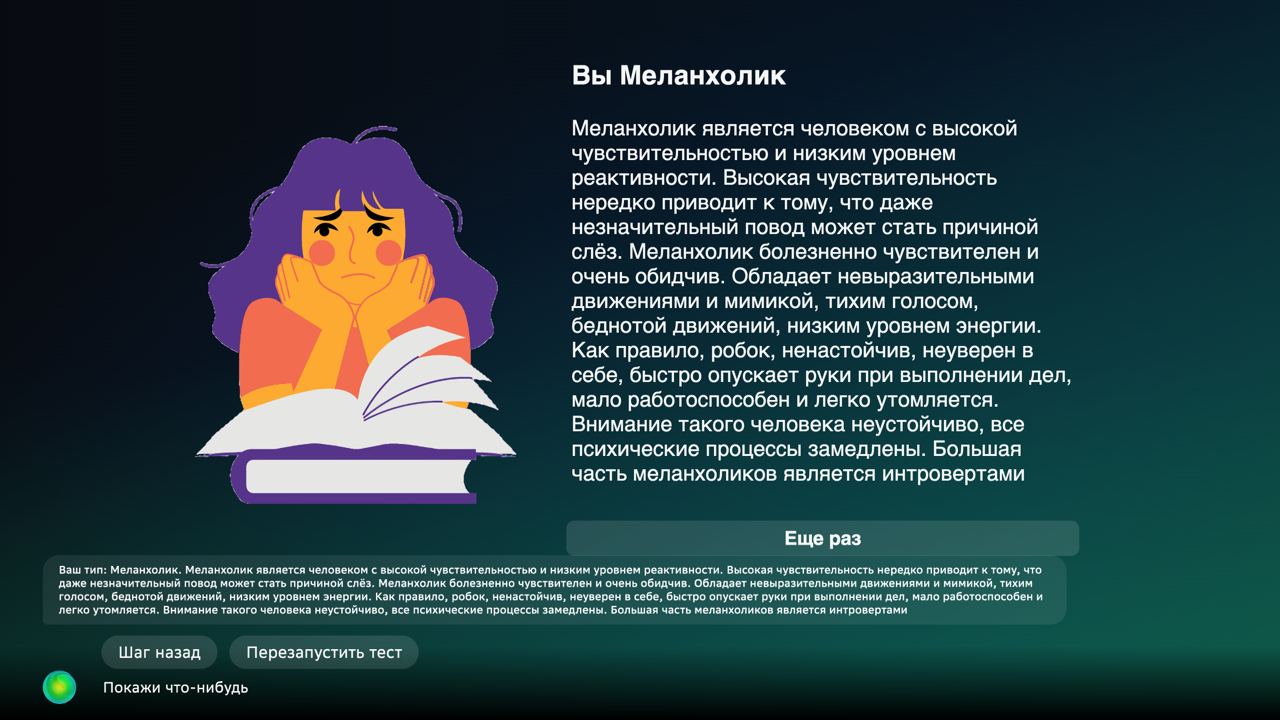 Вы Меланхолик
Меланхолик является человеком с высокой
чувствительностью и низким уровнем
реактивности. Высокая чувствительность
нередко приводит к тому, что даже
незначительный повод может стать причиной
слёз. Меланхолик болезненно чувствителен и
очень обидчив. Обладает невыразительными
движениями и мимикой, тихим голосом,
беднотой движений, низким уровнем энергии.
Как правило, робок, ненастойчив, неуверен в
себе, быстро опускает руки при выполнении дел,
мало работоспособен и легко утомляется.
Внимание такого человека неустойчиво, все
психические процессы замедлены. Большая
часть меланхоликов является интровертами
Еще раз
Ваш тип: Меланхолик. Меланхолик является человеком с высокой чувствительностью и низким уровнем реактивности. Высокая чувствительность нередко приводит к тому, что
даже незначительный повод может стать причиной слёз. Меланхолик болезненно чувствителен и очень обидчив. Обладает невыразительными движениями и мимикой, тихим
голосом, беднотой движений, низким уровнем энергии. Как правило, робок, ненастойчив, неуверен в себе, быстро опускает руки при выполнении дел, мало работоспособен и
легко утомляется. Внимание такого человека неустойчиво, все психические процессы замедлены. Большая часть меланхоликов является интровертами
Шаг назад
Перезапустить тест
Покажи что-нибудь